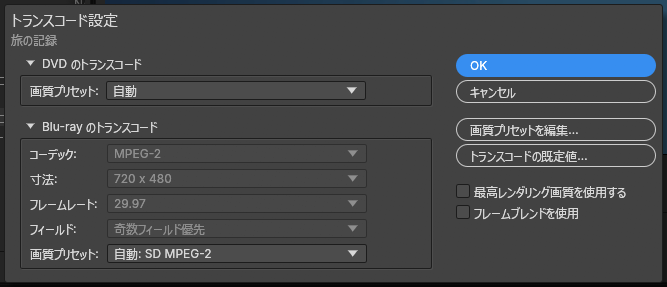 トランスコード設定
旅の記録
DVD のトランスコード
画質プリセット: 自動
Blu-ray のトランスコード
コーデック: MPEG-2
寸法: 720 x 480
フレームレード: 29.97
フィールド: 奇数フィールド優先
画質プリセット: 自動: SD MPEG-2
OK
キャンセル
画質プリセットを編集...
トランスコードの既定値...
最高レンダリング画質を使用する
フレームブレンドを使用